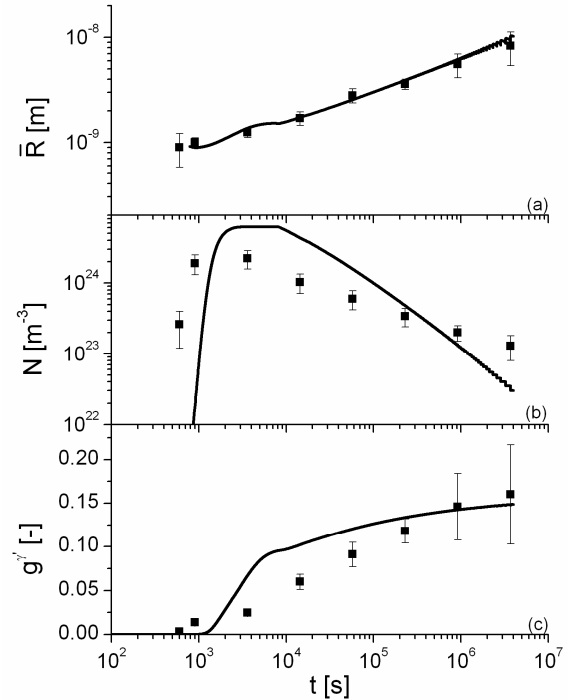 10⁻⁸
10⁻⁹
R̄ [m]
(a)
10²⁴
10²³
10²²
N [m⁻³]
(b)
0.20
0.15
0.10
0.05
0.00
g^γ' [-]
(c)
10² 10³ 10⁴ 10⁵ 10⁶ 10⁷
t [s]